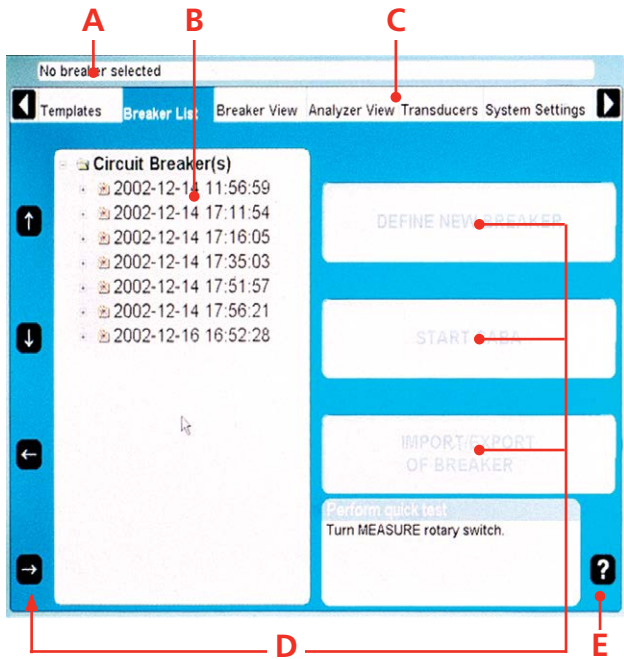 A B C
No breaker selected
Templates Breaker List Breaker View Analyzer View Transducers System Settings
Circuit Breaker(s)
2002-12-14 11:56:59
2002-12-14 17:11:54
2002-12-14 17:16:05
2002-12-14 17:35:03
2002-12-14 17:51:57
2002-12-14 17:56:21
2002-12-16 16:52:28
DEFINE NEW BREAKER
START CABA
IMPORT/EXPORT
OF BREAKER
Perform quick test
Turn MEASURE rotary switch.
?
D E